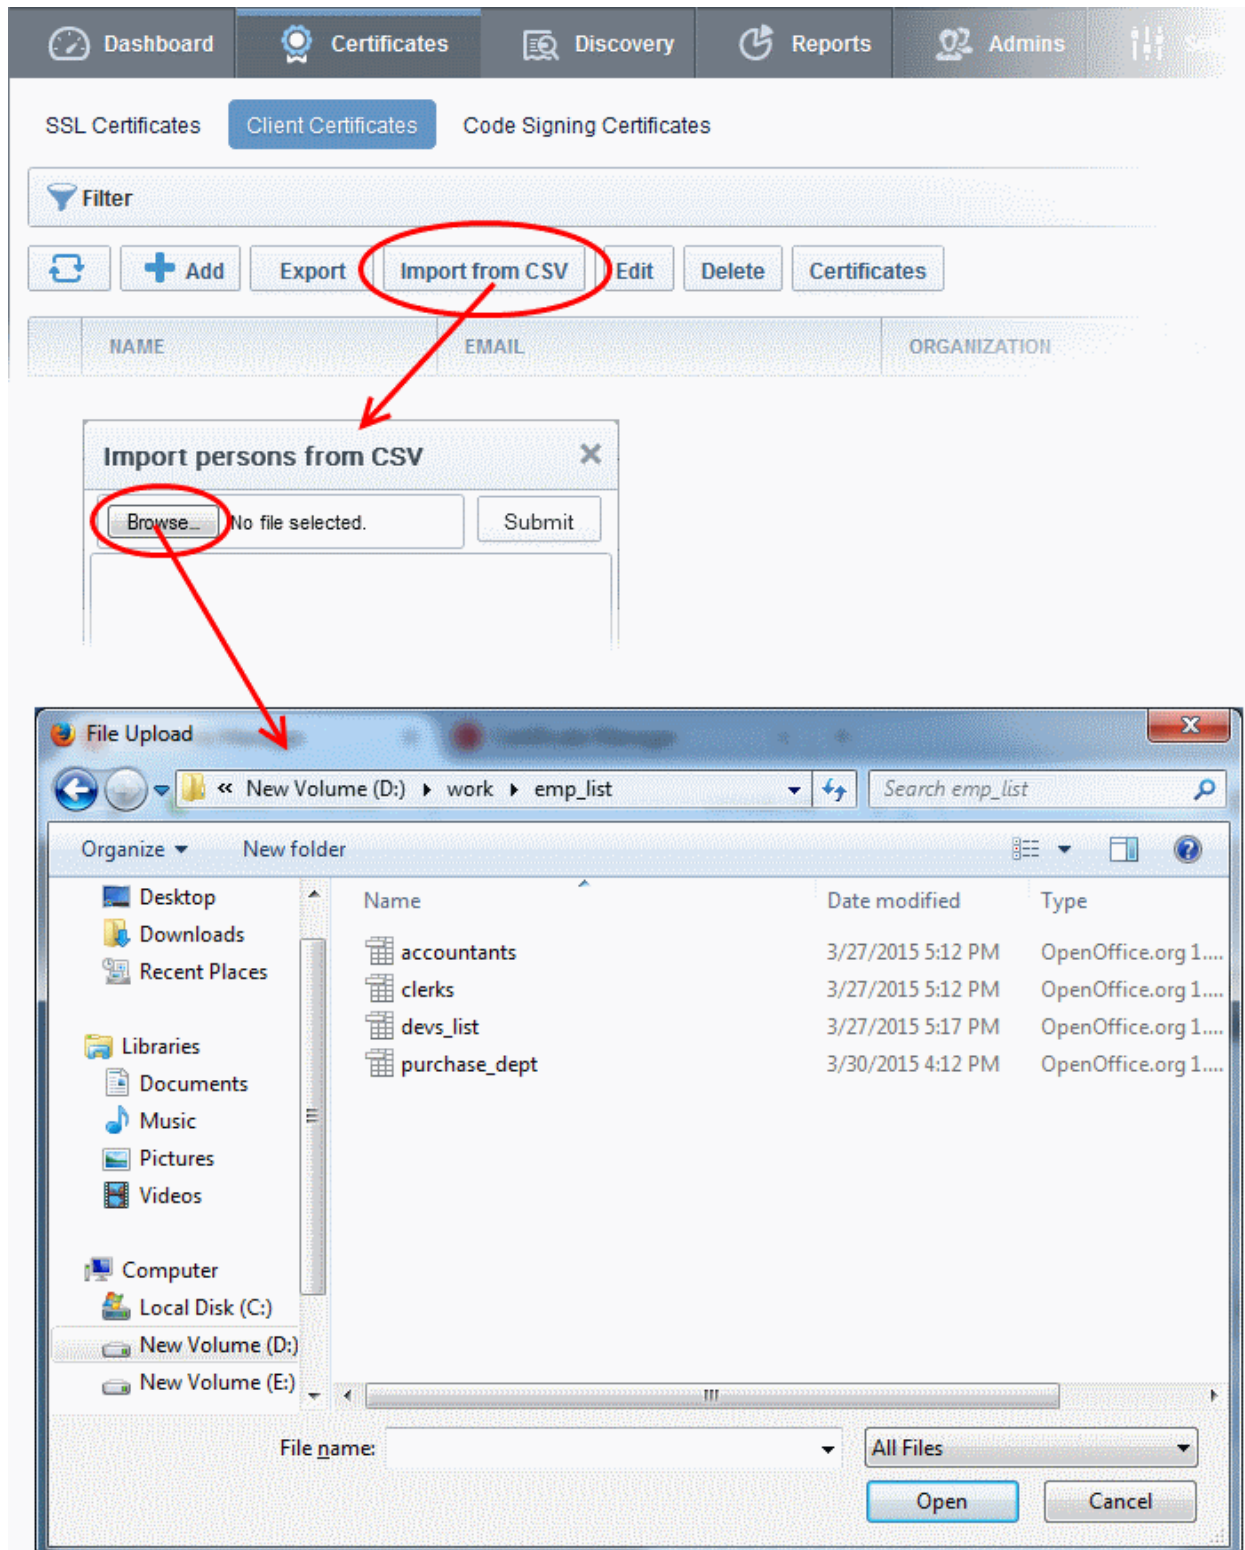 Dashboard Certificates Discovery Reports Admins
SSL Certificates Client Certificates Code Signing Certificates
Filter
Add Export Import from CSV Edit Delete Certificates
NAME EMAIL ORGANIZATION
Import persons from CSV
Browse... No file selected. Submit
File Upload
« New Volume (D:) work emp_list Search emp_list
Organize New folder
Desktop Name Date modified Type
Downloads
accountants 3/27/2015 5:12 PM OpenOffice.org 1....
Recent Places
clerks 3/27/2015 5:12 PM OpenOffice.org 1....
devs_list 3/27/2015 5:17 PM OpenOffice.org 1....
Libraries
purchase_dept 3/30/2015 4:12 PM OpenOffice.org 1....
Documents
Music
Pictures
Videos
Computer
Local Disk (C:)
New Volume (D:)
New Volume (E:)
File name: All Files
Open Cancel